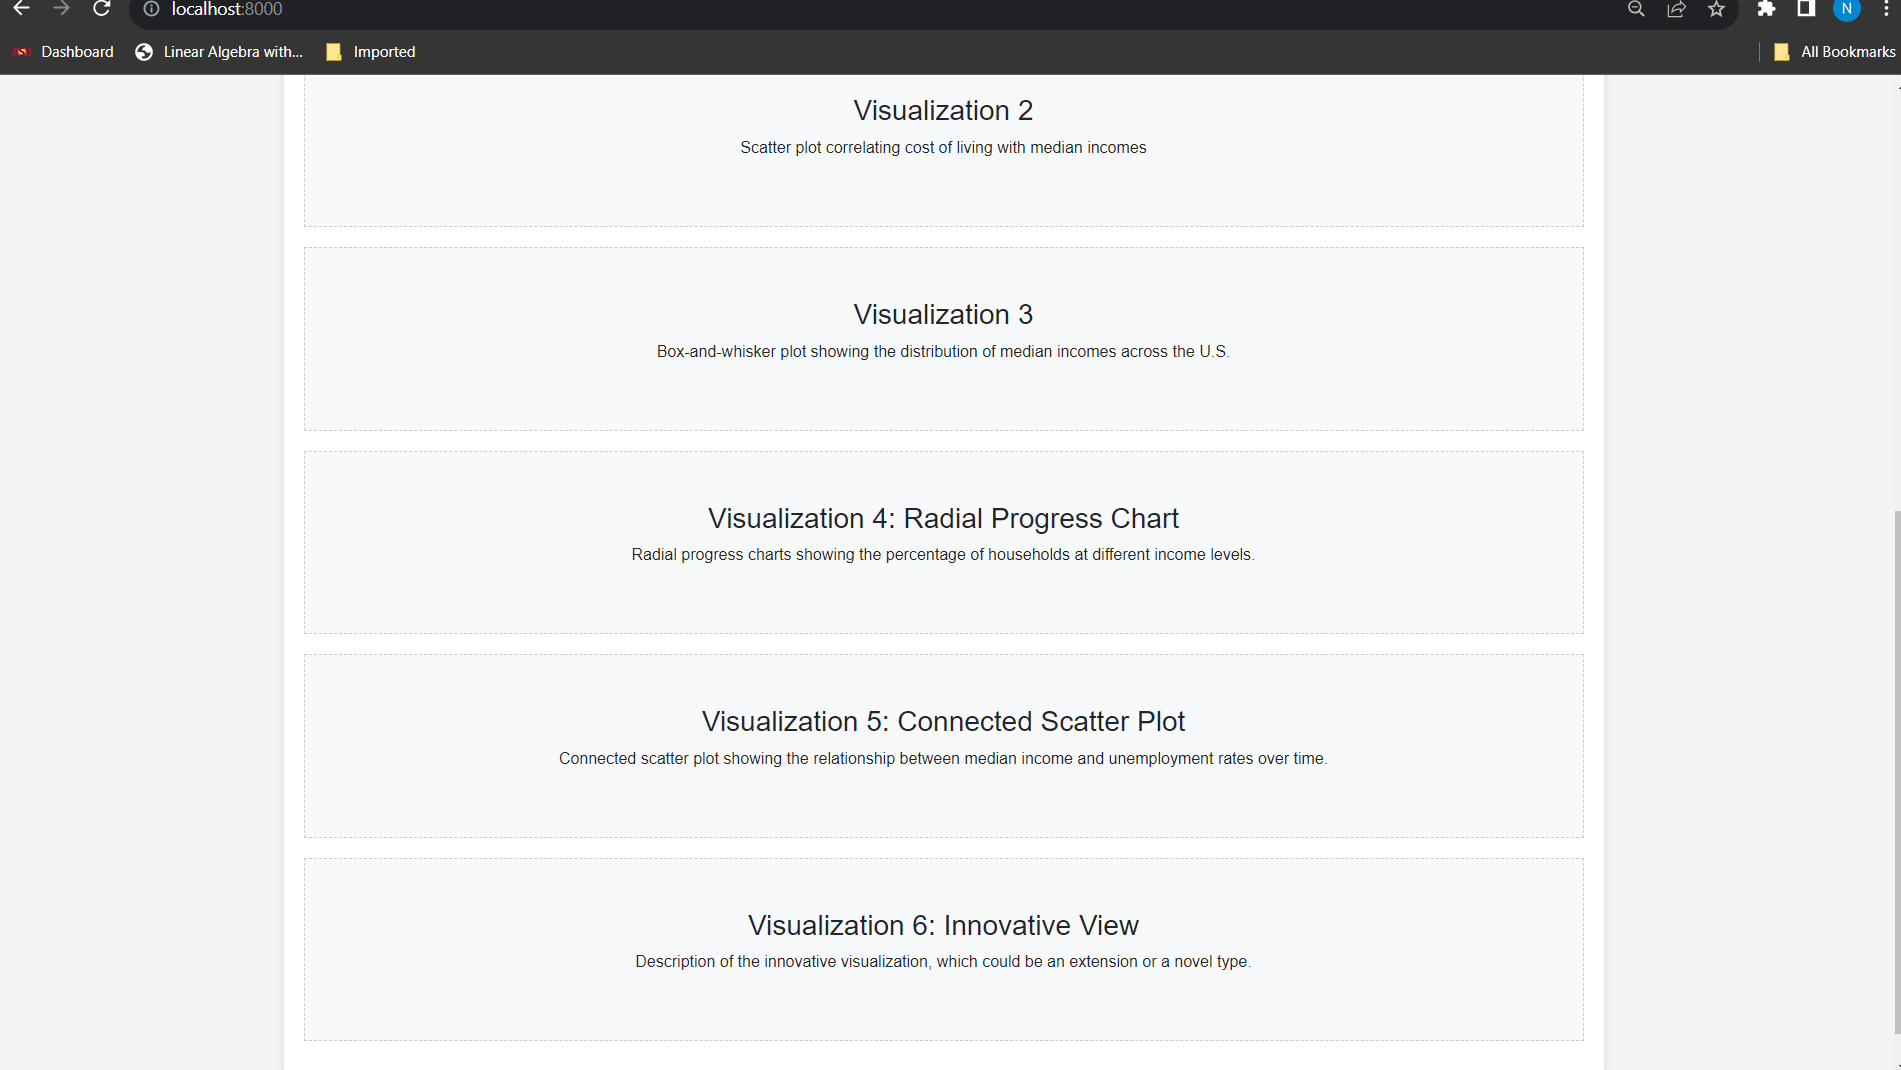 localhost:8000
N
Dashboard
Linear Algebra with...
Imported
All Bookmarks
Visualization 2
Scatter plot correlating cost of living with median incomes
Visualization 3
Box-and-whisker plot showing the distribution of median incomes across the U.S.
Visualization 4: Radial Progress Chart
Radial progress charts showing the percentage of households at different income levels.
Visualization 5: Connected Scatter Plot
Connected scatter plot showing the relationship between median income and unemployment rates over time.
Visualization 6: Innovative View
Description of the innovative visualization, which could be an extension or a novel type.